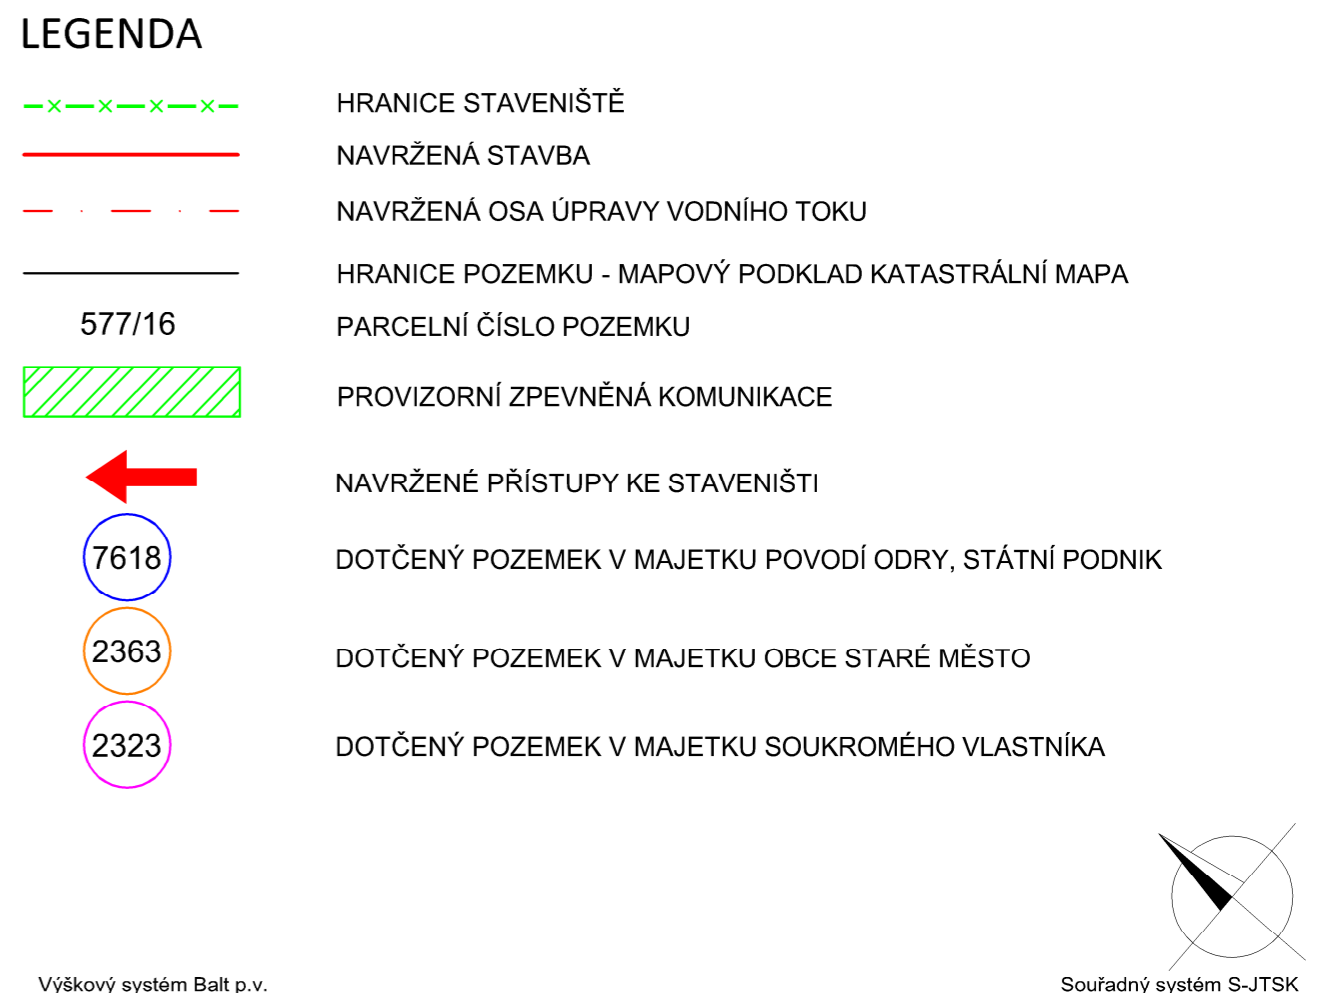 LEGENDA
HRANICE STAVENIŠTĚ
NAVRŽENÁ STAVBA
NAVRŽENÁ OSA ÚPRAVY VODNÍHO TOKU
HRANICE POZEMKU - MAPOVÝ PODKLAD KATASTRÁLNÍ MAPA
577/16 PARCELNÍ ČÍSLO POZEMKU
PROVIZORNÍ ZPEVNĚNÁ KOMUNIKACE
NAVRŽENÉ PŘÍSTUPY KE STAVENIŠTI
7618 DOTČENÝ POZEMEK V MAJETKU POVODÍ ODRY, STÁTNÍ PODNIK
2363 DOTČENÝ POZEMEK V MAJETKU OBCE STARÉ MĚSTO
2323 DOTČENÝ POZEMEK V MAJETKU SOUKROMÉHO VLASTNÍKA
Výškový systém Balt p.v. Souřadný systém S-JTSK